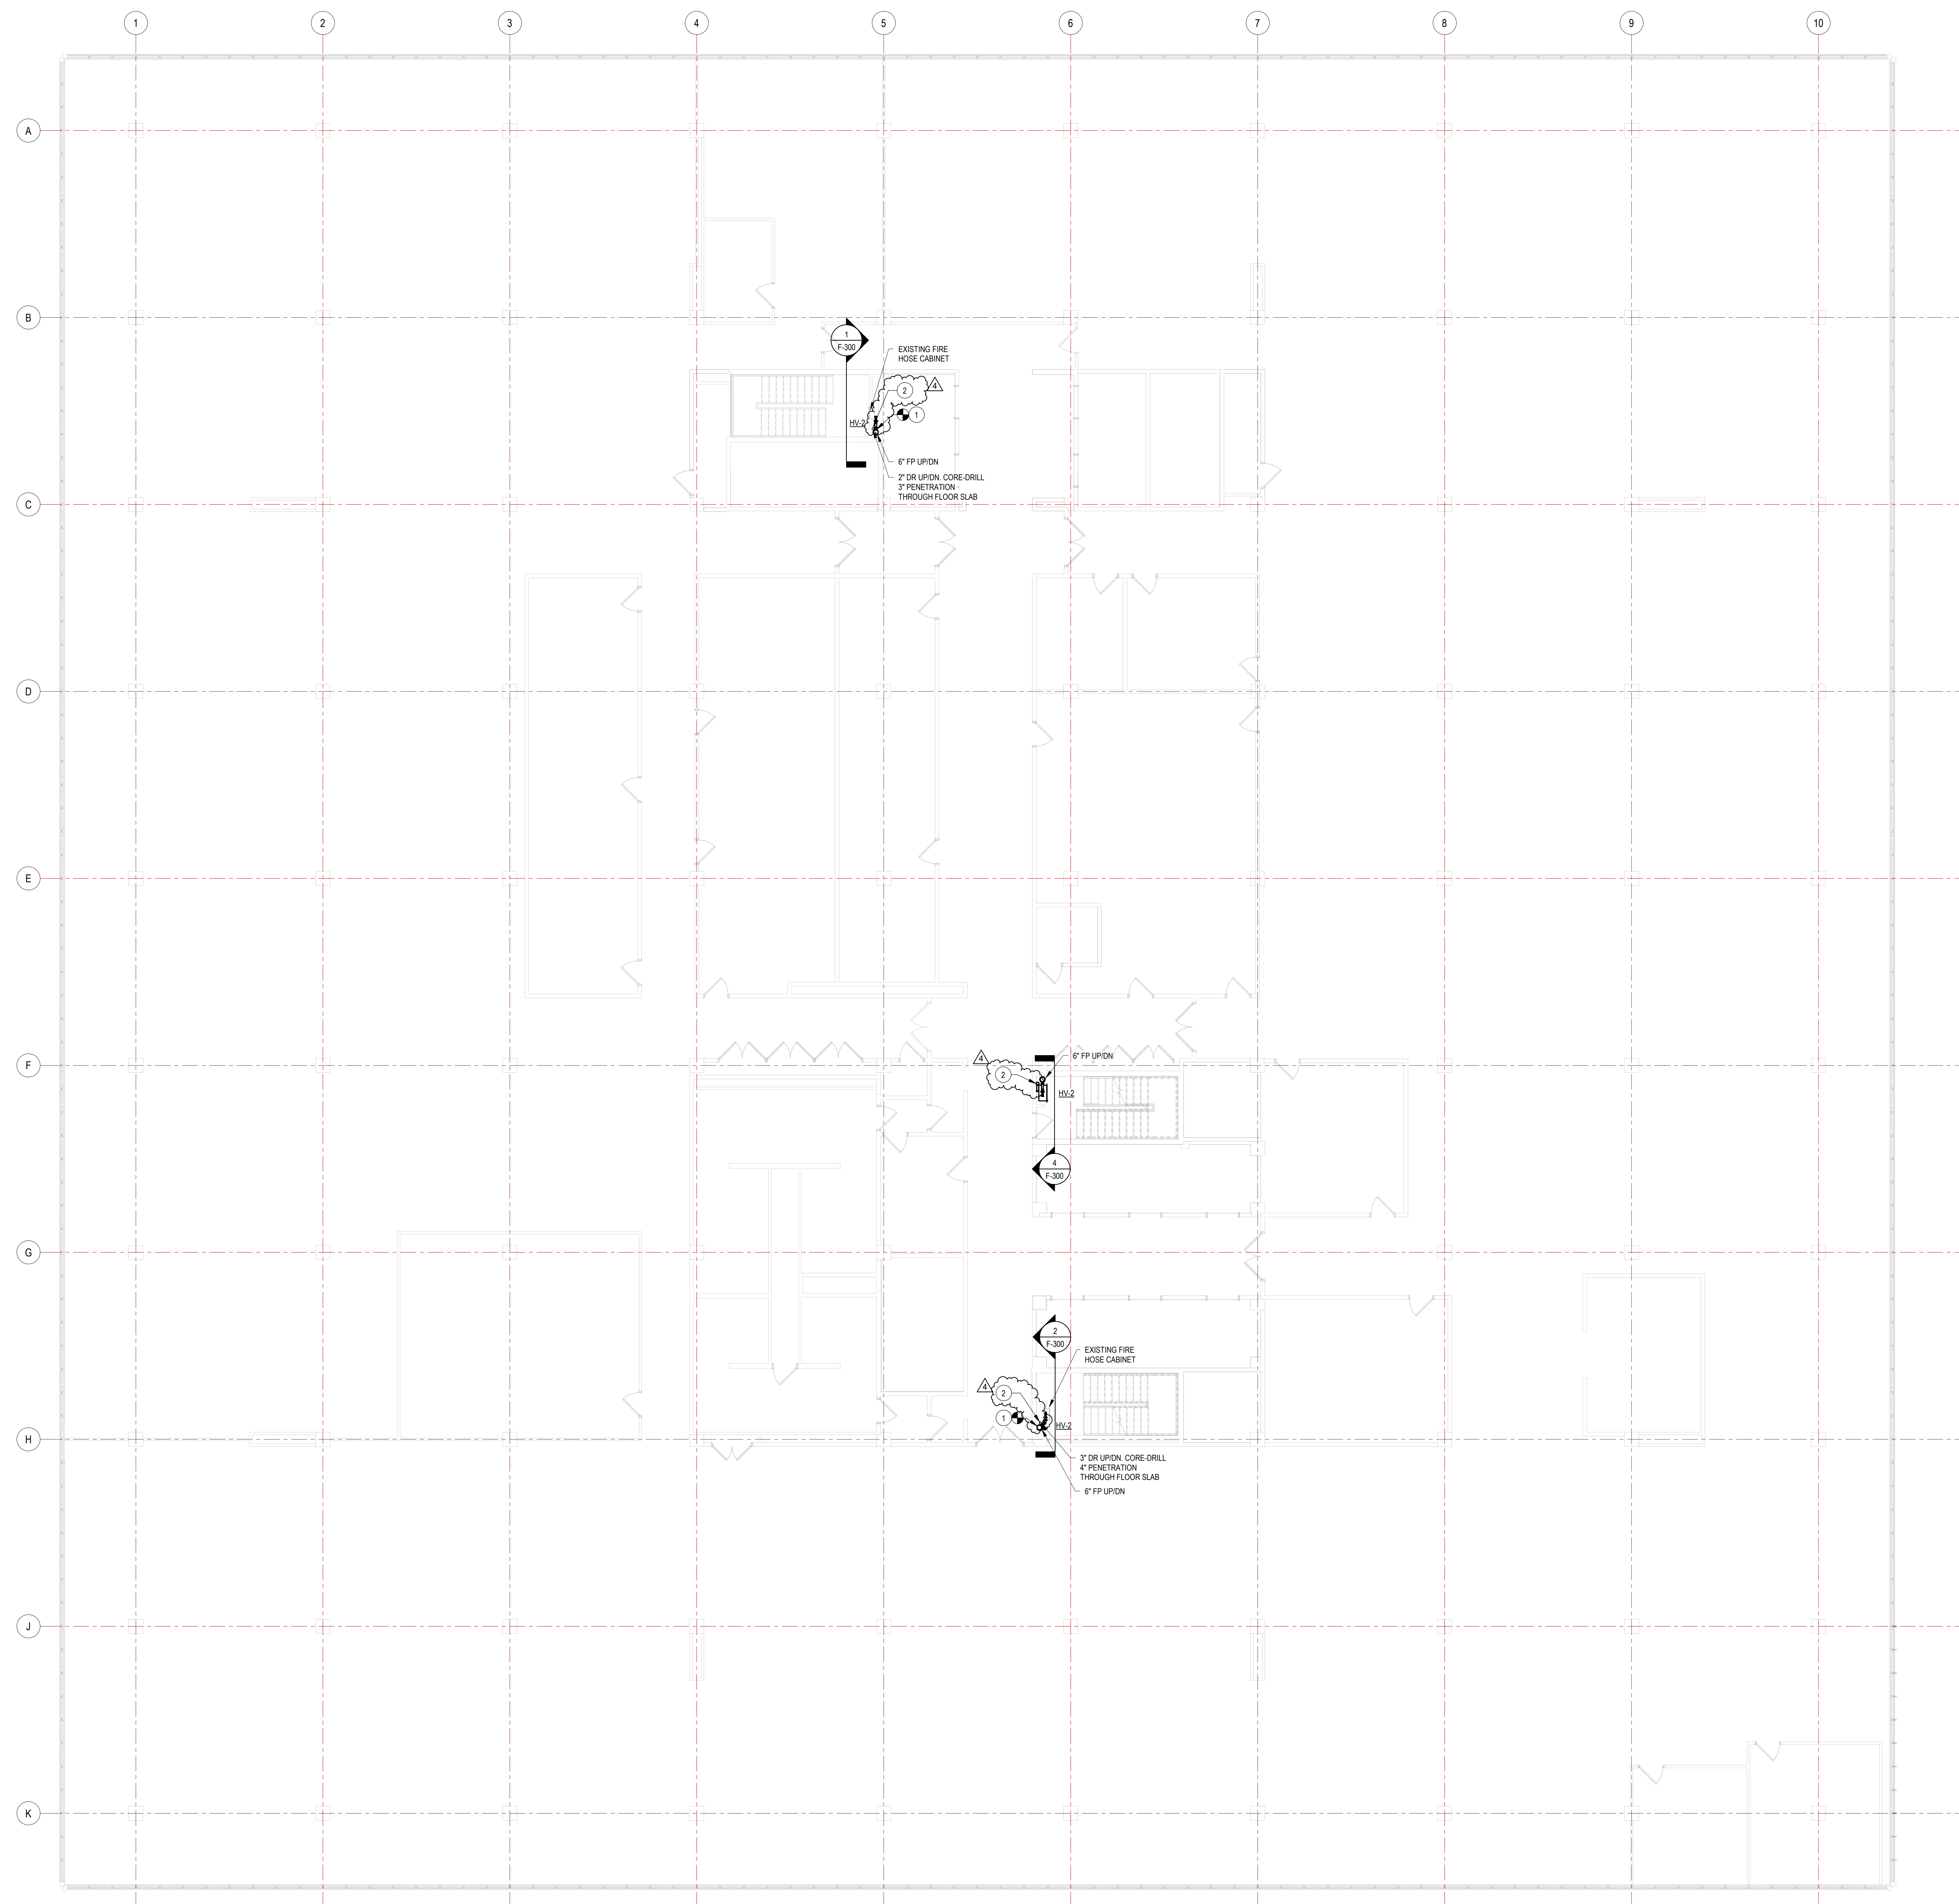 1 2 3 4 5 6 7 8 9 10
A
B
1
F-300
EXISTING FIRE
HOSE CABINET
2
4
1
HV-2
6" FP UP/DN
2" DR UP/DN. CORE-DRILL
3" PENETRATION
THROUGH FLOOR SLAB
C
D
E
F
4
2
6" FP UP/DN
HV-2
4
F-300
G
2
F-300
EXISTING FIRE
HOSE CABINET
4
2
1
HV-2
H
3" DR UP/DN. CORE-DRILL
4" PENETRATION
THROUGH FLOOR SLAB
6" FP UP/DN
J
K